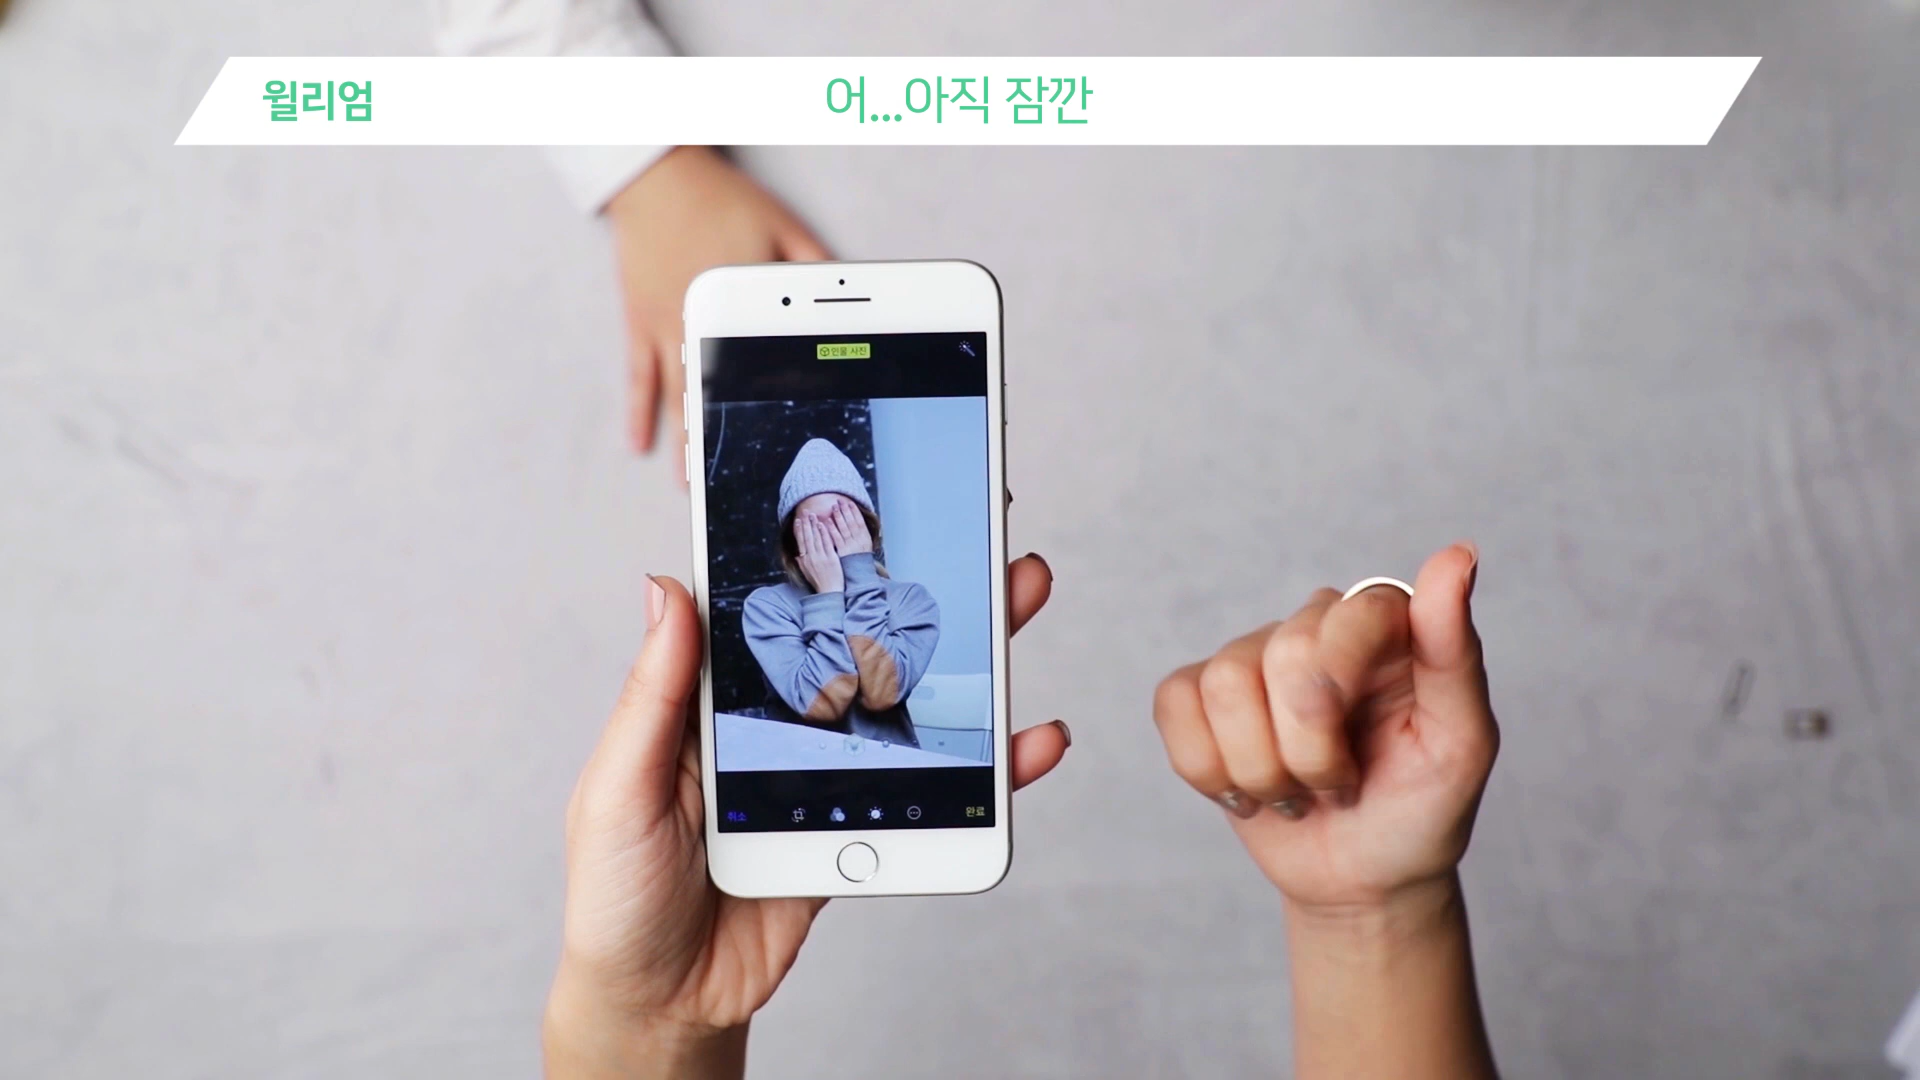 윌리엄
어...아직 잠깐
인물 사진
취소
완료